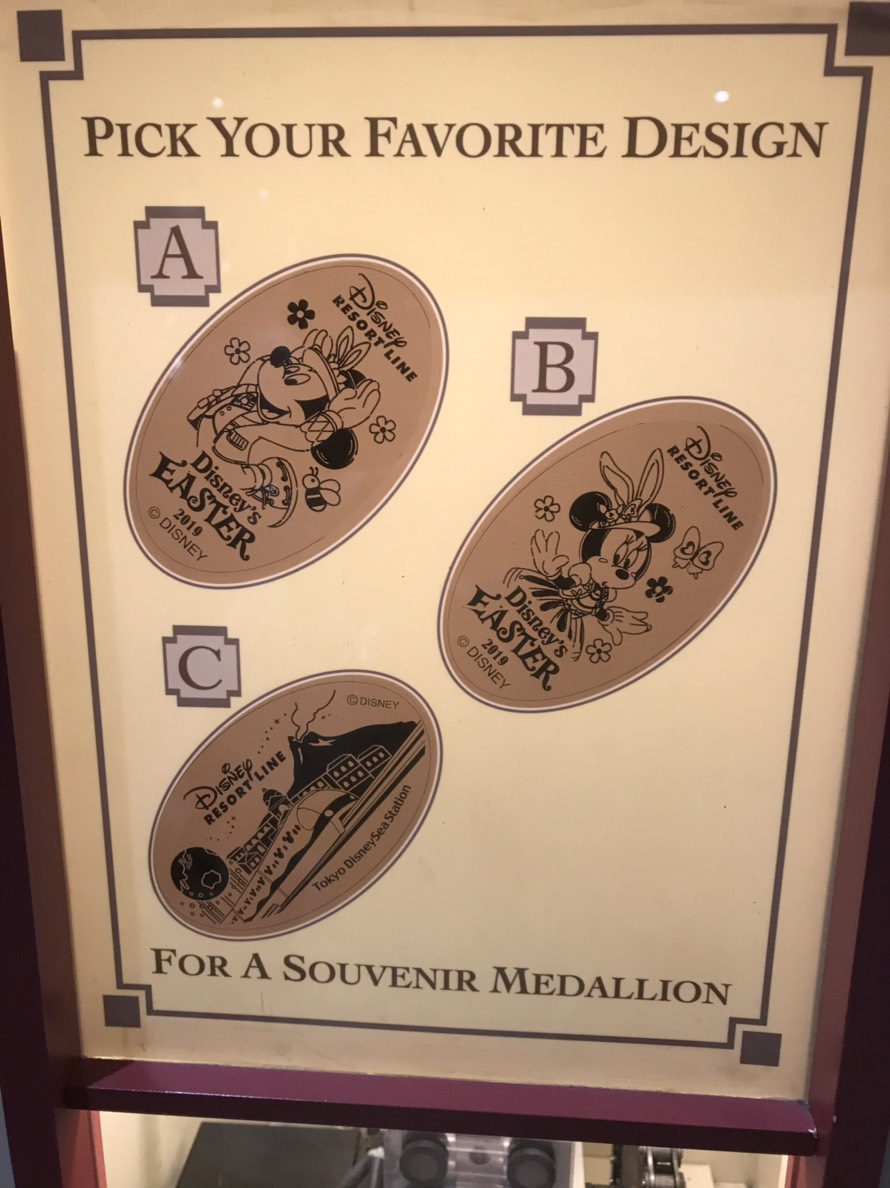 PICK YOUR FAVORITE DESIGN
A
DISNEY
RESORT LINE
Disney's
EASTER
2019
© DISNEY
B
DISNEY
RESORT LINE
Disney's
EASTER
2019
© DISNEY
C
© DISNEY
DISNEY
RESORT LINE
Tokyo DisneySea Station
FOR A SOUVENIR MEDALLION